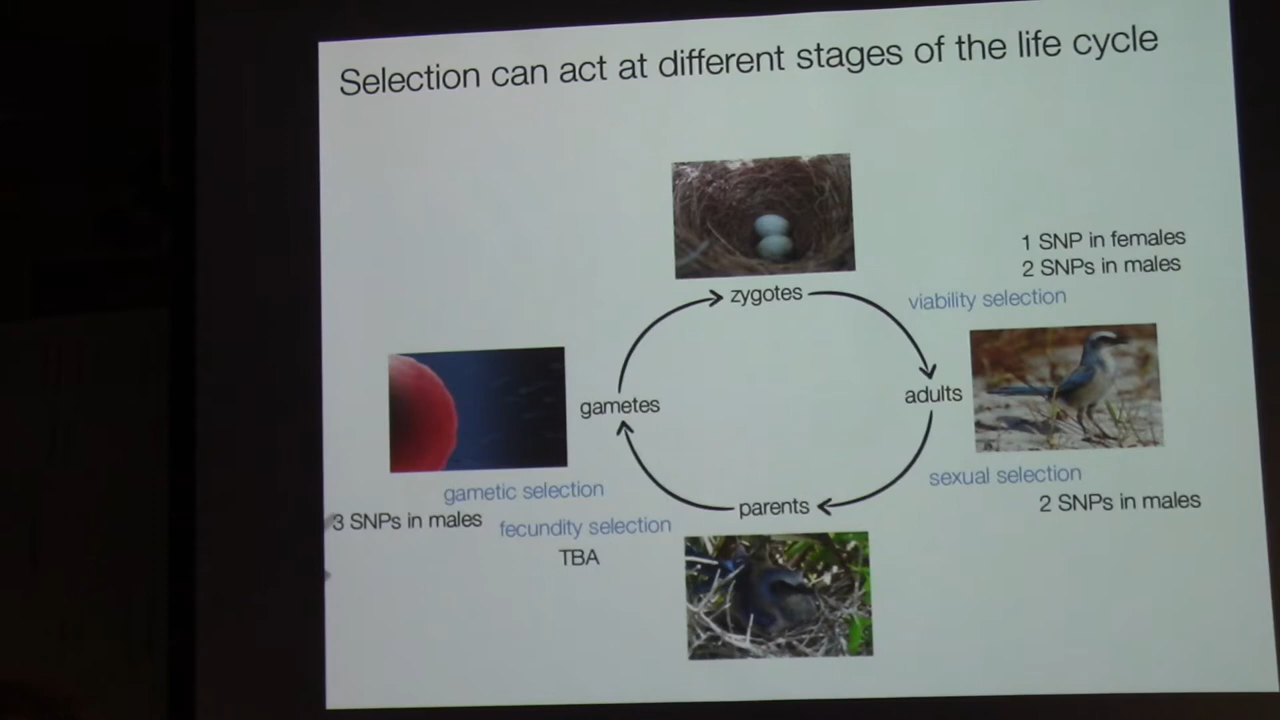 Selection can act at different stages of the life cycle
1 SNP in females
2 SNPs in males
zygotes
viability selection
adults
gametes
sexual selection
gametic selection
parents
2 SNPs in males
3 SNPs in males
fecundity selection
TBA